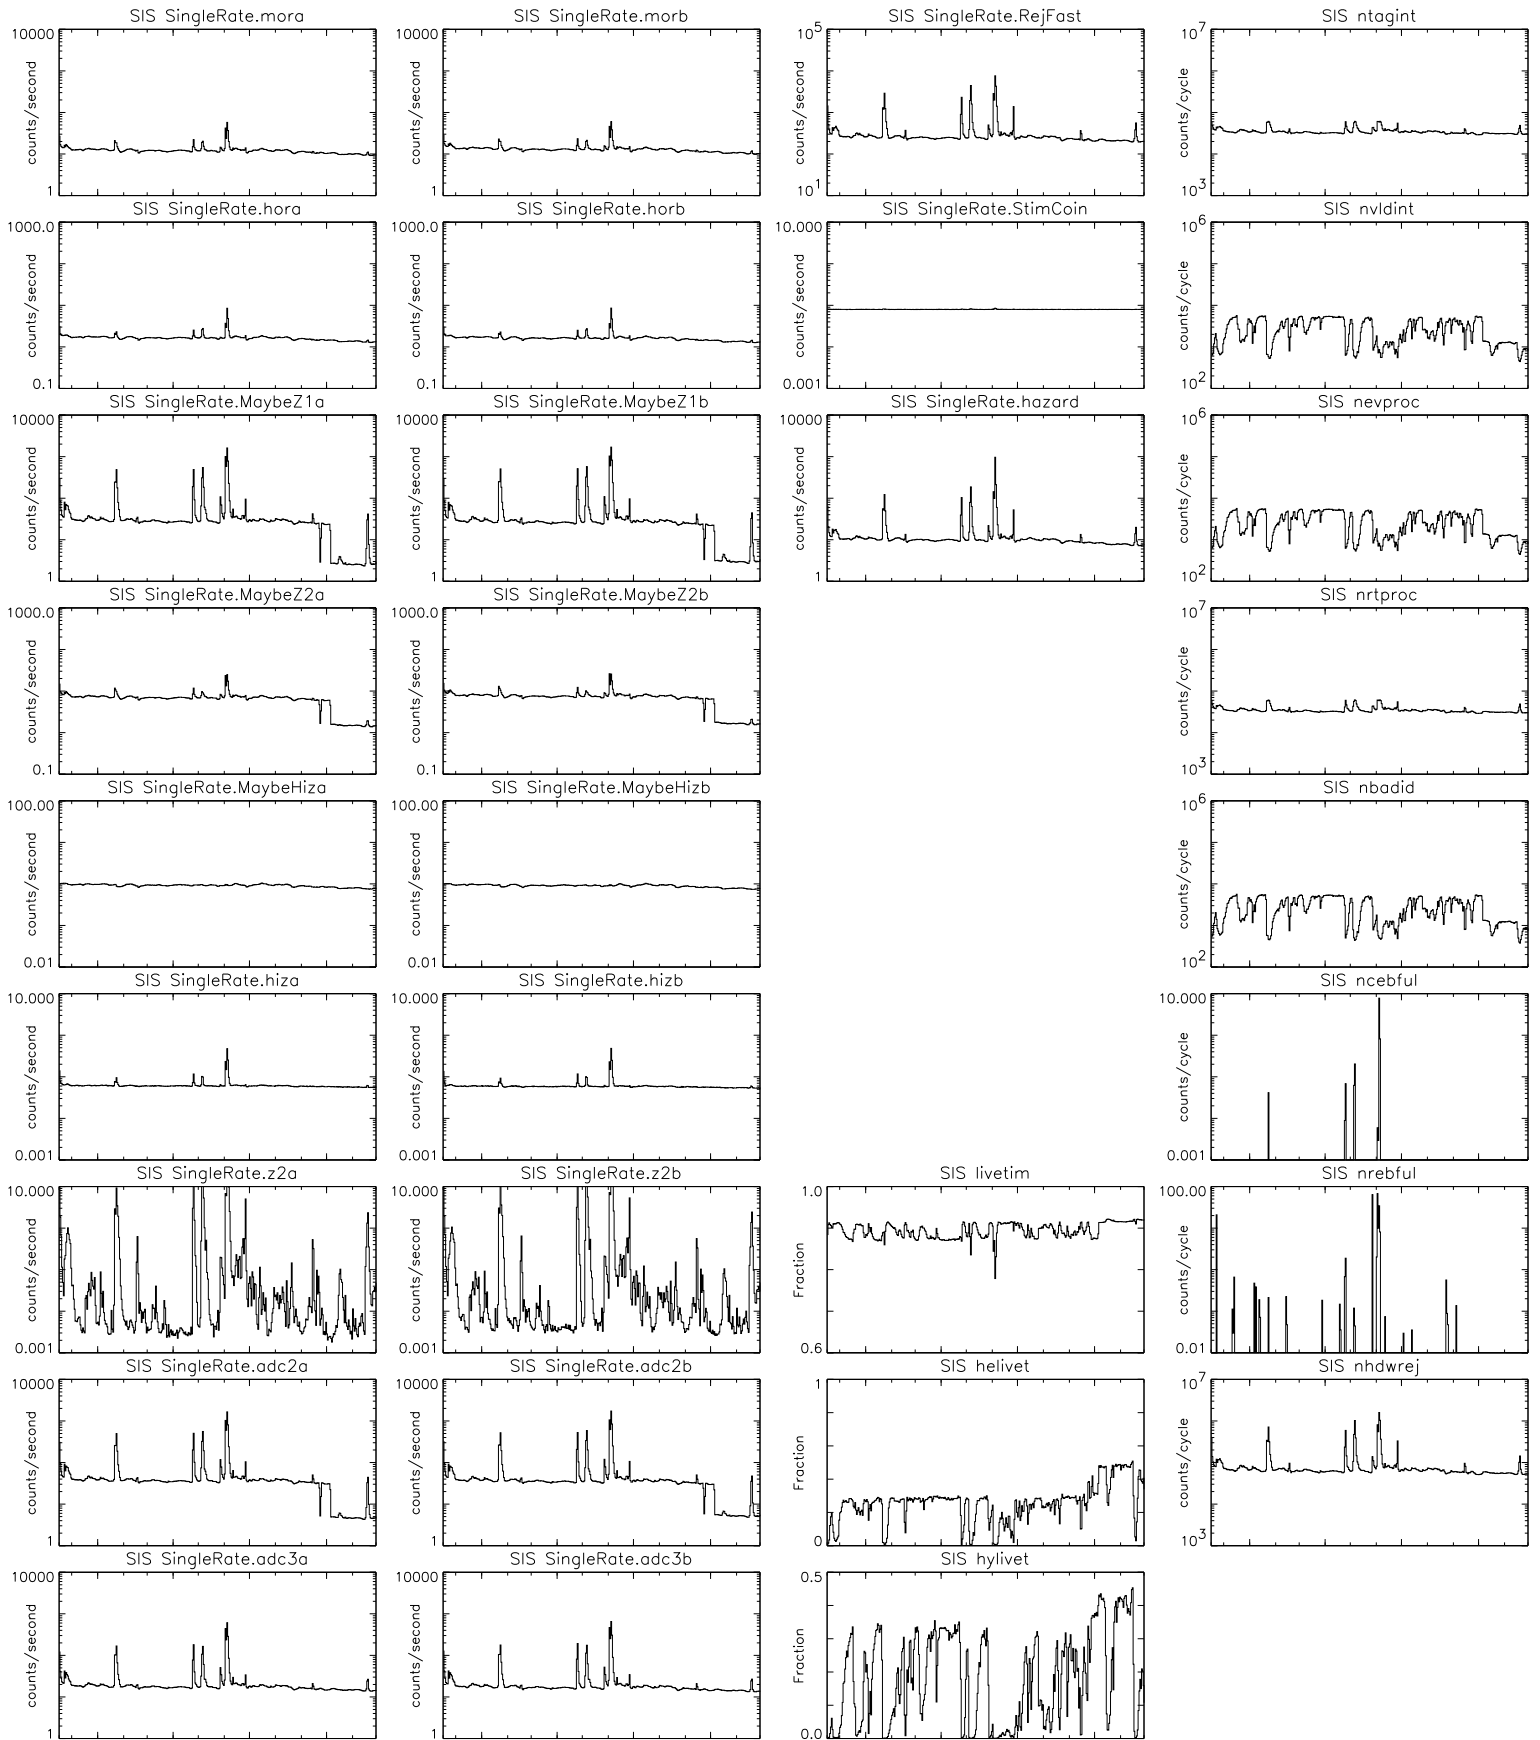 SIS SingleRate.mora
10000
counts/second
1
SIS SingleRate.morb
10000
counts/second
1
SIS SingleRate.RejFast
10^5
counts/second
10^1
SIS ntagint
10^7
counts/cycle
10^3
SIS SingleRate.hora
1000.0
counts/second
0.1
SIS SingleRate.horb
1000.0
counts/second
0.1
SIS SingleRate.StimCoin
10.000
counts/second
0.001
SIS nvldint
10^6
counts/cycle
10^2
SIS SingleRate.MaybeZ1a
10000
counts/second
1
SIS SingleRate.MaybeZ1b
10000
counts/second
1
SIS SingleRate.hazard
10000
counts/second
1
SIS nevproc
10^6
counts/cycle
10^2
SIS SingleRate.MaybeZ2a
1000.0
counts/second
0.1
SIS SingleRate.MaybeZ2b
1000.0
counts/second
0.1
SIS nrtproc
10^7
counts/cycle
10^3
SIS SingleRate.MaybeHiza
100.00
counts/second
0.01
SIS SingleRate.MaybeHizb
100.00
counts/second
0.01
SIS nbadid
10^6
counts/cycle
10^2
SIS SingleRate.hiza
10.000
counts/second
0.001
SIS SingleRate.hizb
10.000
counts/second
0.001
SIS ncebful
10.000
counts/cycle
0.001
SIS SingleRate.z2a
10.000
counts/second
0.001
SIS SingleRate.z2b
10.000
counts/second
0.001
SIS livetim
1.0
Fraction
0.6
SIS nrebful
100.00
counts/cycle
0.01
SIS SingleRate.adc2a
10000
counts/second
1
SIS SingleRate.adc2b
10000
counts/second
1
SIS helivet
1
Fraction
0
SIS nhdwrej
10^7
counts/cycle
10^3
SIS SingleRate.adc3a
10000
counts/second
1
SIS SingleRate.adc3b
10000
counts/second
1
SIS hylivet
0.5
Fraction
0.0